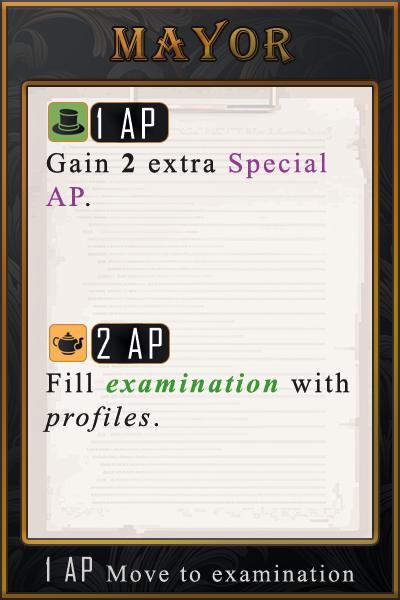 MAYOR
1 AP
Gain 2 extra Special
AP.
2 AP
Fill examination with
profiles.
1 AP Move to examination